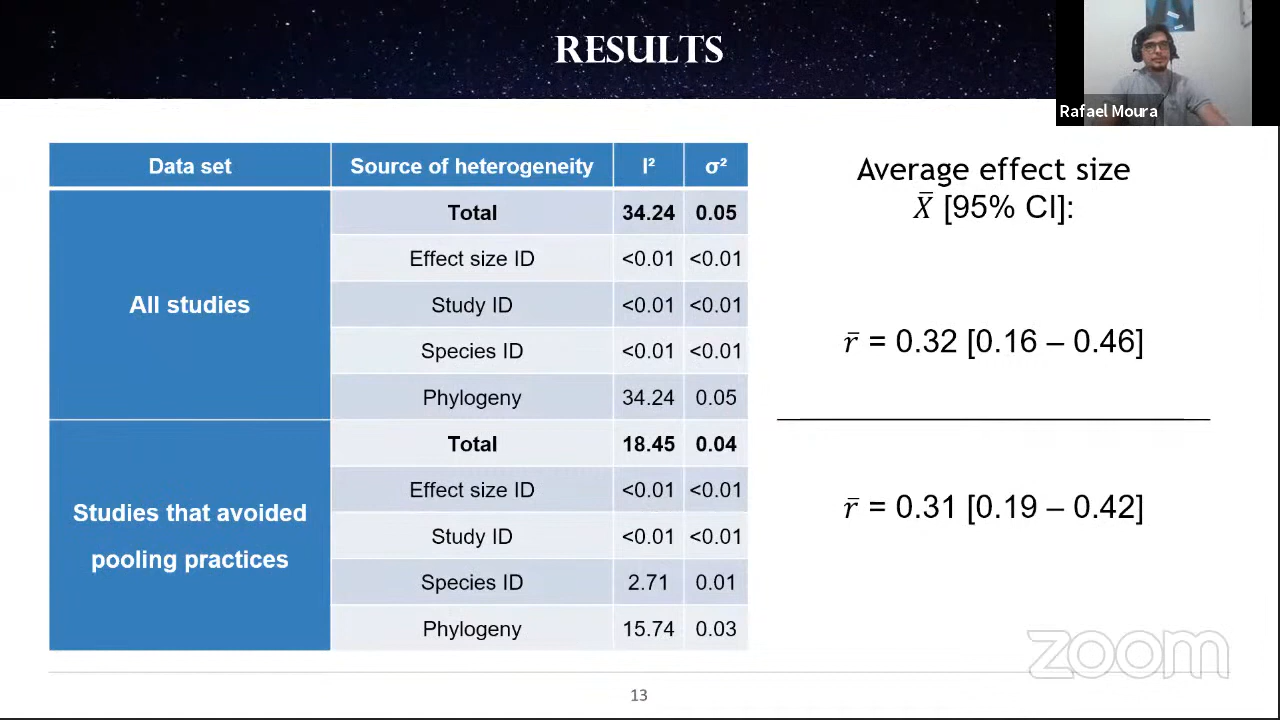 RESULTS
Rafael Moura
Data set Source of heterogeneity I² σ²
All studies
Total 34.24 0.05
Effect size ID <0.01 <0.01
Study ID <0.01 <0.01
Species ID <0.01 <0.01
Phylogeny 34.24 0.05
Studies that avoided
pooling practices
Total 18.45 0.04
Effect size ID <0.01 <0.01
Study ID <0.01 <0.01
Species ID 2.71 0.01
Phylogeny 15.74 0.03
Average effect size
X̄ [95% CI]:
r̄ = 0.32 [0.16 – 0.46]
r̄ = 0.31 [0.19 – 0.42]
zoom
13